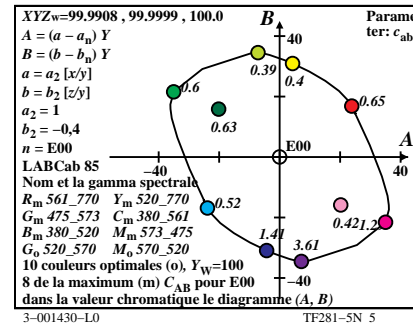 XYZw=99.9908 , 99.9999 , 100.0
A = (a – an) Y
B = (b – bn) Y
a = a2 [x/y]
b = b2 [z/y]
a2 = 1
b2 = –0,4
n = E00
LABCab 85
Nom et la gamma spectrale
Rm 561_770 Ym 520_770
Gm 475_573 Cm 380_561
Bm 380_520 Mm 573_475
Go 520_570 Mo 570_520
10 couleurs optimales (o), YW=100
8 de la maximum (m) CAB pour E00
dans la valeur chromatique le diagramme (A, B)
Parame
ter: cab
B
40
A
–40
40
–40
E00
0.39
0.4
0.6
0.63
0.65
0.52
0.42
1.2
1.41
3.61
3–001430–L0
TF281–5N 5